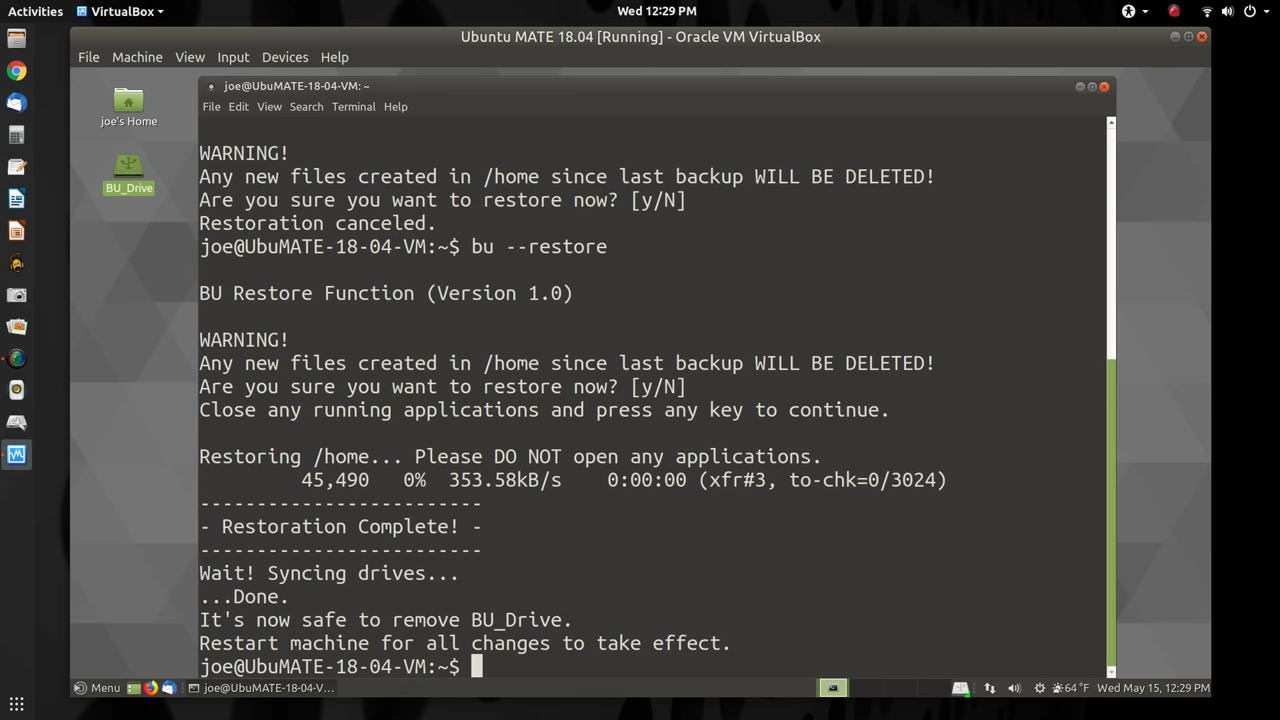 Activities VirtualBox Wed 12:29 PM
Ubuntu MATE 18.04 [Running] - Oracle VM VirtualBox
File Machine View Input Devices Help
joe@UbuMATE-18-04-VM: ~
File Edit View Search Terminal Help
joe's Home
BU_Drive
WARNING!
Any new files created in /home since last backup WILL BE DELETED!
Are you sure you want to restore now? [y/N]
Restoration canceled.
joe@UbuMATE-18-04-VM:~$ bu --restore
BU Restore Function (Version 1.0)
WARNING!
Any new files created in /home since last backup WILL BE DELETED!
Are you sure you want to restore now? [y/N]
Close any running applications and press any key to continue.
Restoring /home... Please DO NOT open any applications.
45,490 0% 353.58kB/s 0:00:00 (xfr#3, to-chk=0/3024)
-------------------------
- Restoration Complete! -
-------------------------
Wait! Syncing drives...
...Done.
It's now safe to remove BU_Drive.
Restart machine for all changes to take effect.
joe@UbuMATE-18-04-VM:~$
Menu joe@UbuMATE-18-04-V... 64 °F Wed May 15, 12:29 PM